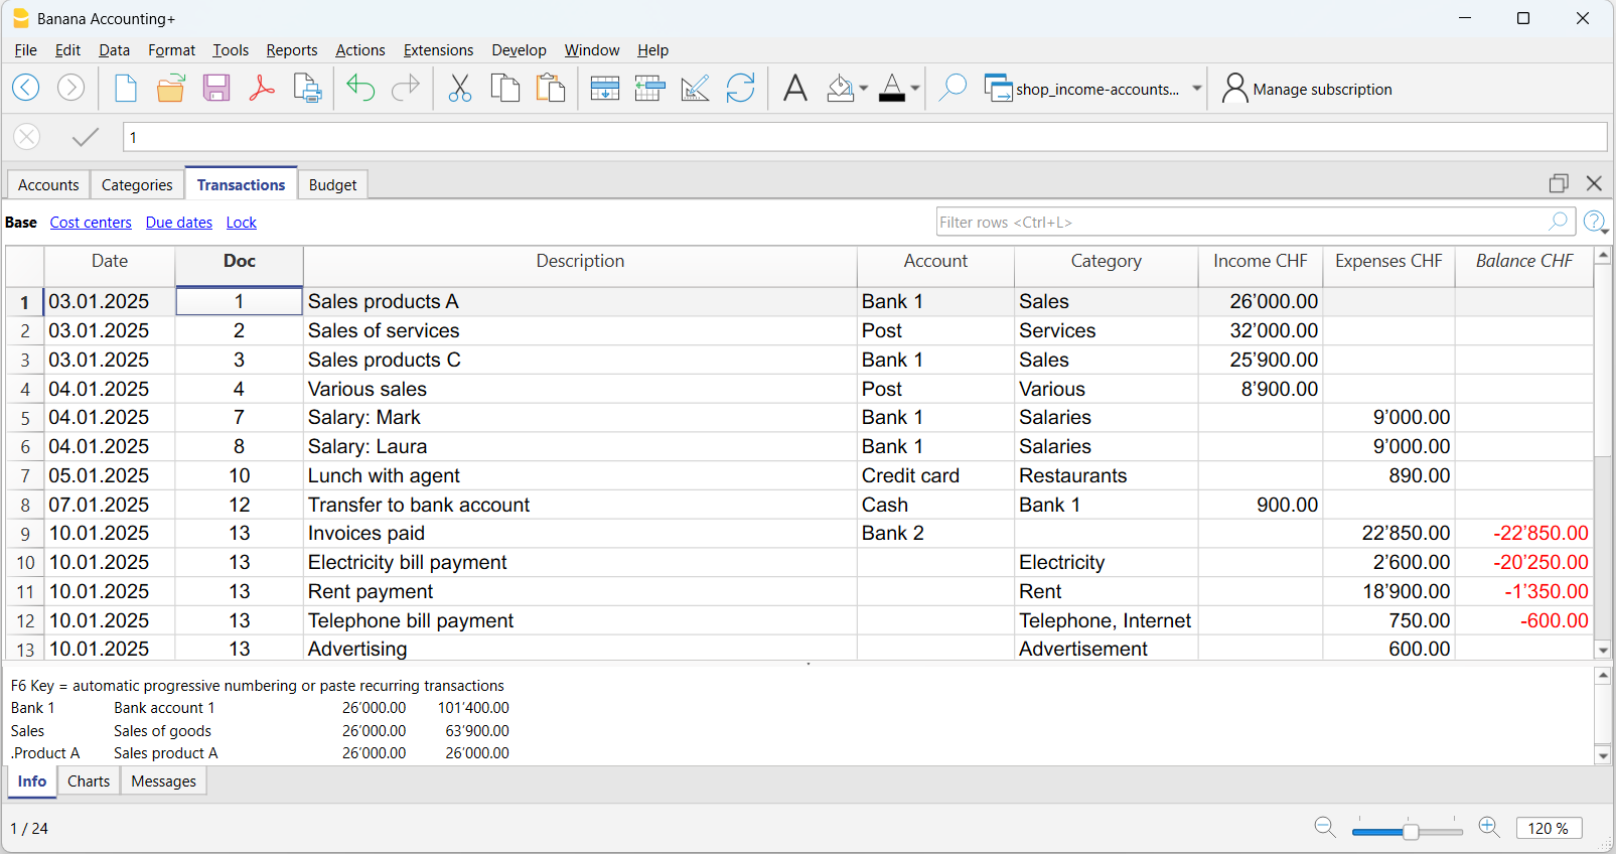 Banana Accounting+
File Edit Data Format Tools Reports Actions Extensions Develop Window Help
shop_income-accounts... Manage subscription
1
Accounts Categories Transactions Budget
Base Cost centers Due dates Lock Filter rows <Ctrl+L>
Date Doc Description Account Category Income CHF Expenses CHF Balance CHF
1 03.01.2025 1 Sales products A Bank 1 Sales 26’000.00
2 03.01.2025 2 Sales of services Post Services 32’000.00
3 03.01.2025 3 Sales products C Bank 1 Sales 25’900.00
4 04.01.2025 4 Various sales Post Various 8’900.00
5 04.01.2025 7 Salary: Mark Bank 1 Salaries 9’000.00
6 04.01.2025 8 Salary: Laura Bank 1 Salaries 9’000.00
7 05.01.2025 10 Lunch with agent Credit card Restaurants 890.00
8 07.01.2025 12 Transfer to bank account Cash Bank 1 900.00
9 10.01.2025 13 Invoices paid Bank 2 22’850.00 -22’850.00
10 10.01.2025 13 Electricity bill payment Electricity 2’600.00 -20’250.00
11 10.01.2025 13 Rent payment Rent 18’900.00 -1’350.00
12 10.01.2025 13 Telephone bill payment Telephone, Internet 750.00 -600.00
13 10.01.2025 13 Advertising Advertisement 600.00
F6 Key = automatic progressive numbering or paste recurring transactions
Bank 1 Bank account 1 26’000.00 101’400.00
Sales Sales of goods 26’000.00 63’900.00
.Product A Sales product A 26’000.00 26’000.00
Info Charts Messages
1 / 24 120 %